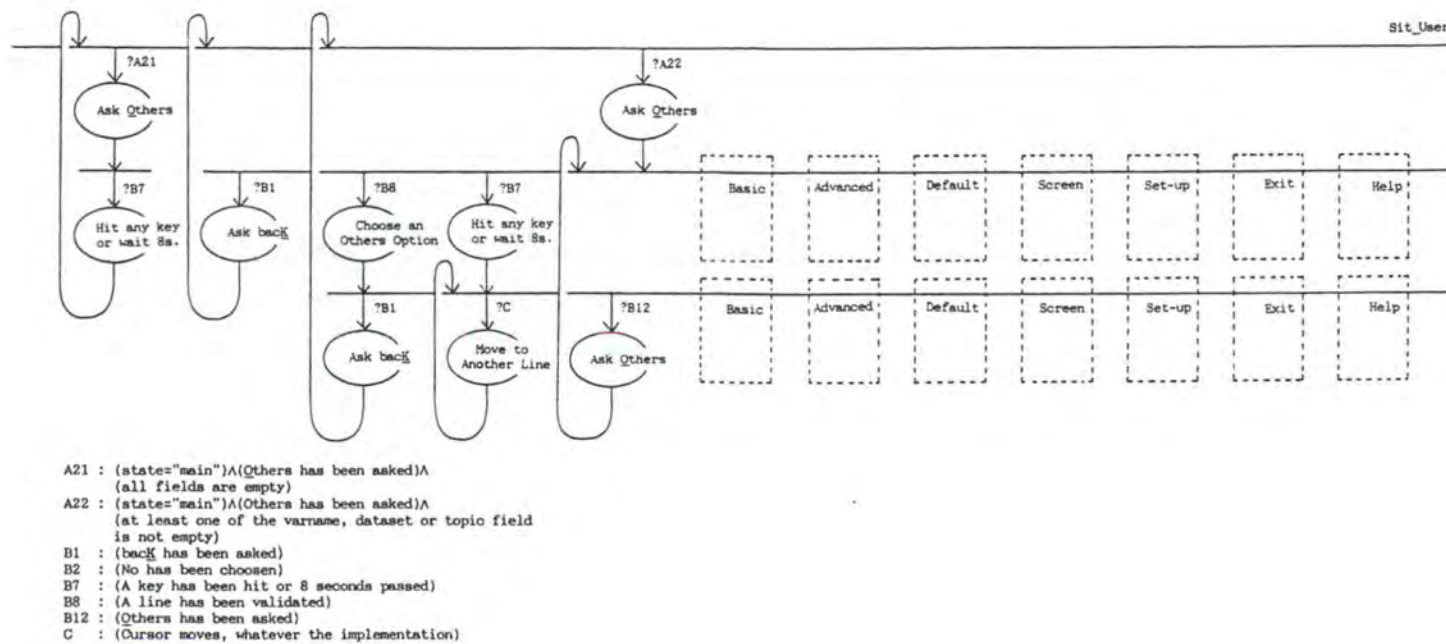 Sit_User
?A21
?A22
Ask Others
Ask Others
?B7
?B1
?B8
?B7
Basic
Advanced
Default
Screen
Set-up
Exit
Help
Hit any key
or wait 8s.
Ask bacK
Choose an
Others Option
Hit any key
or wait 8s.
?B1
?C
?B12
Basic
Advanced
Default
Screen
Set-up
Exit
Help
Ask bacK
Move to
Another Line
Ask Others
A21 : (state="main")∧(Others has been asked)∧
(all fields are empty)
A22 : (state="main")∧(Others has been asked)∧
(at least one of the varname, dataset or topic field
is not empty)
B1 : (bacK has been asked)
B2 : (No has been choosen)
B7 : (A key has been hit or 8 seconds passed)
B8 : (A line has been validated)
B12 : (Others has been asked)
C : (Cursor moves, whatever the implementation)